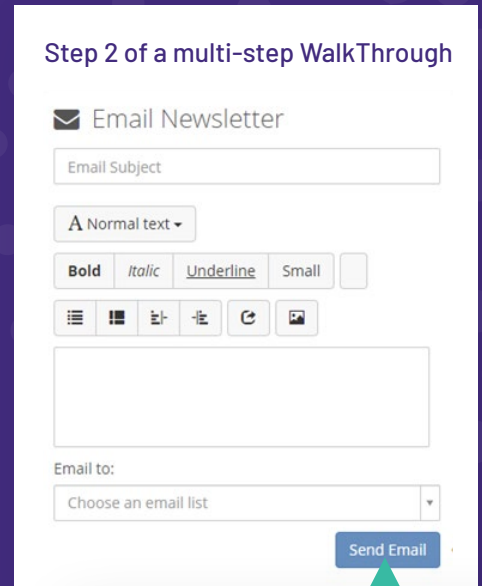 Step 2 of a multi-step WalkThrough
Email Newsletter
Email Subject
A Normal text
Bold Italic Underline Small
Email to:
Choose an email list
Send Email